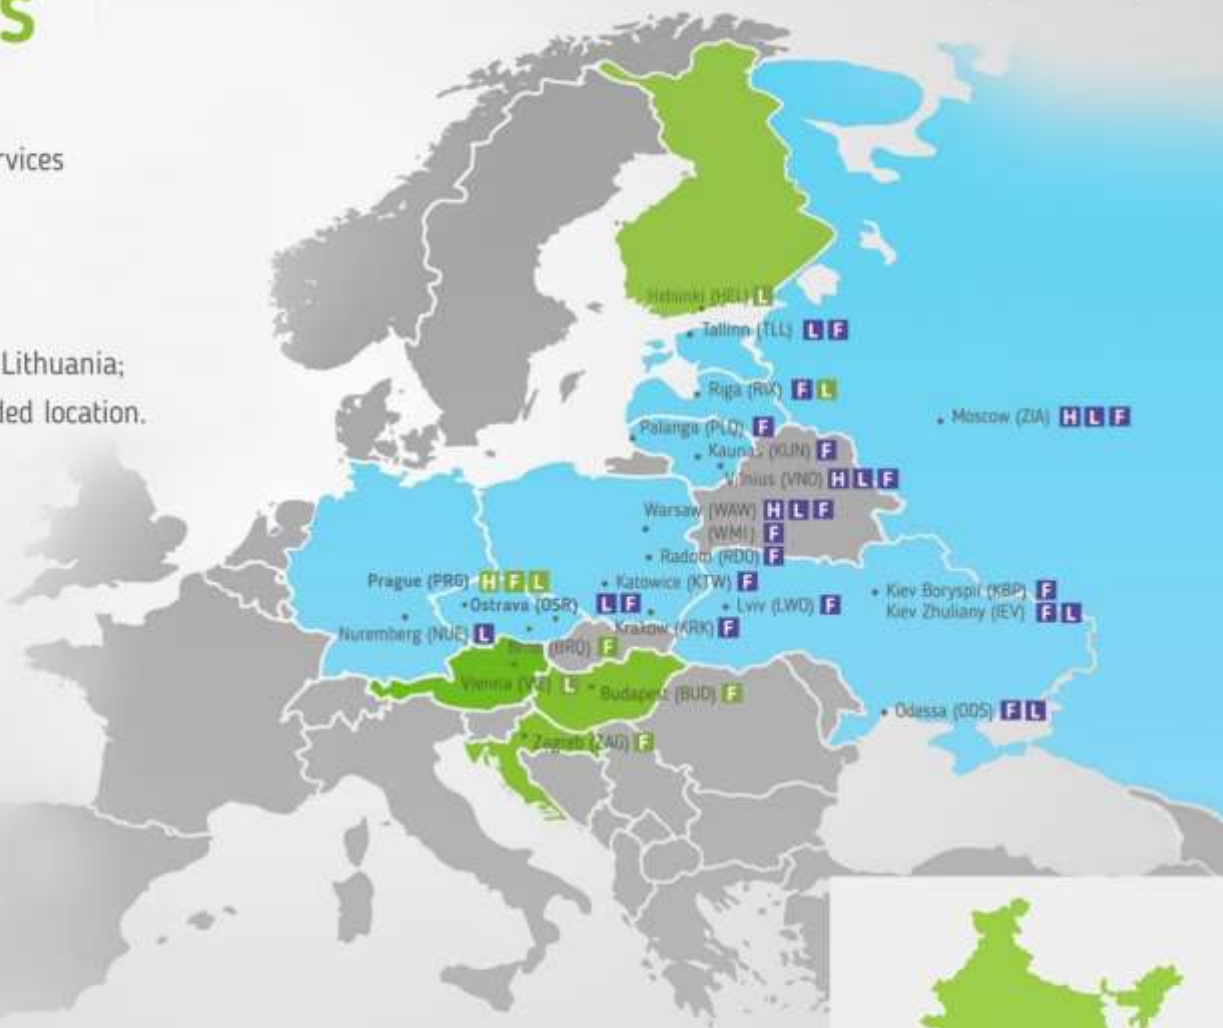 S
rvices
Lithuania;
led location.
Helsinki (HEL) L
Tallinn (TLL) L F
Riga (RIX) F L
Moscow (ZIA) H L F
Palanga (PLQ) F
Kaunas (KUN) F
Vilnius (VNO) H L F
Warsaw (WAW) H L F
(WMI) F
Radom (RDO) F
Prague (PRG) H F L
Katowice (KTW) F
Kiev Boryspil (KBP) F
Ostrava (OSR) L F
Lviv (LWO) F
Kiev Zhuliany (IEV) F L
Nuremberg (NUE) L
Krakow (KRK) F
Brno (BRQ) F
Vienna (VIE) L
Budapest (BUD) F
Odessa (ODS) F L
Zagreb (ZAG) F